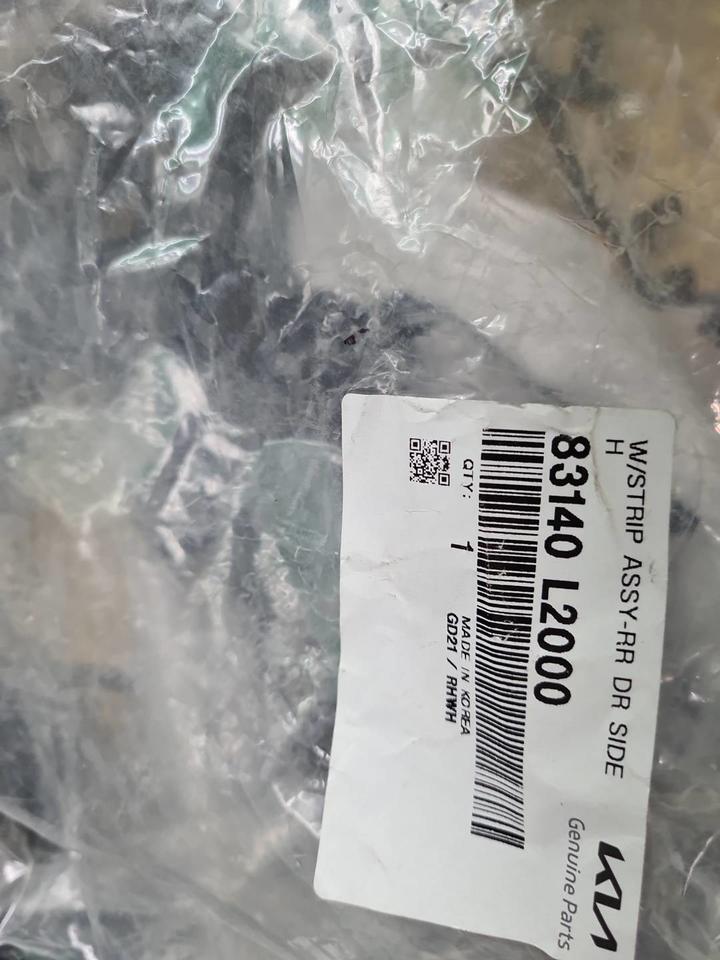 W/STRIP ASSY-RR DR SIDE
H
KIA
Genuine Parts
83140 L2000
QTY: 1
MADE IN KOREA
GD21 / RHWH